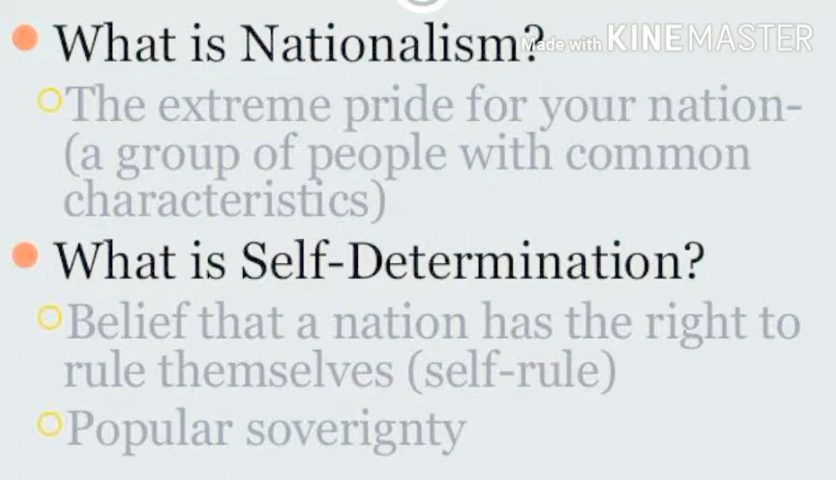 What is Nationalism?
Made with KINEMASTER
The extreme pride for your nation-
(a group of people with common
characteristics)
What is Self-Determination?
Belief that a nation has the right to
rule themselves (self-rule)
Popular soverignty